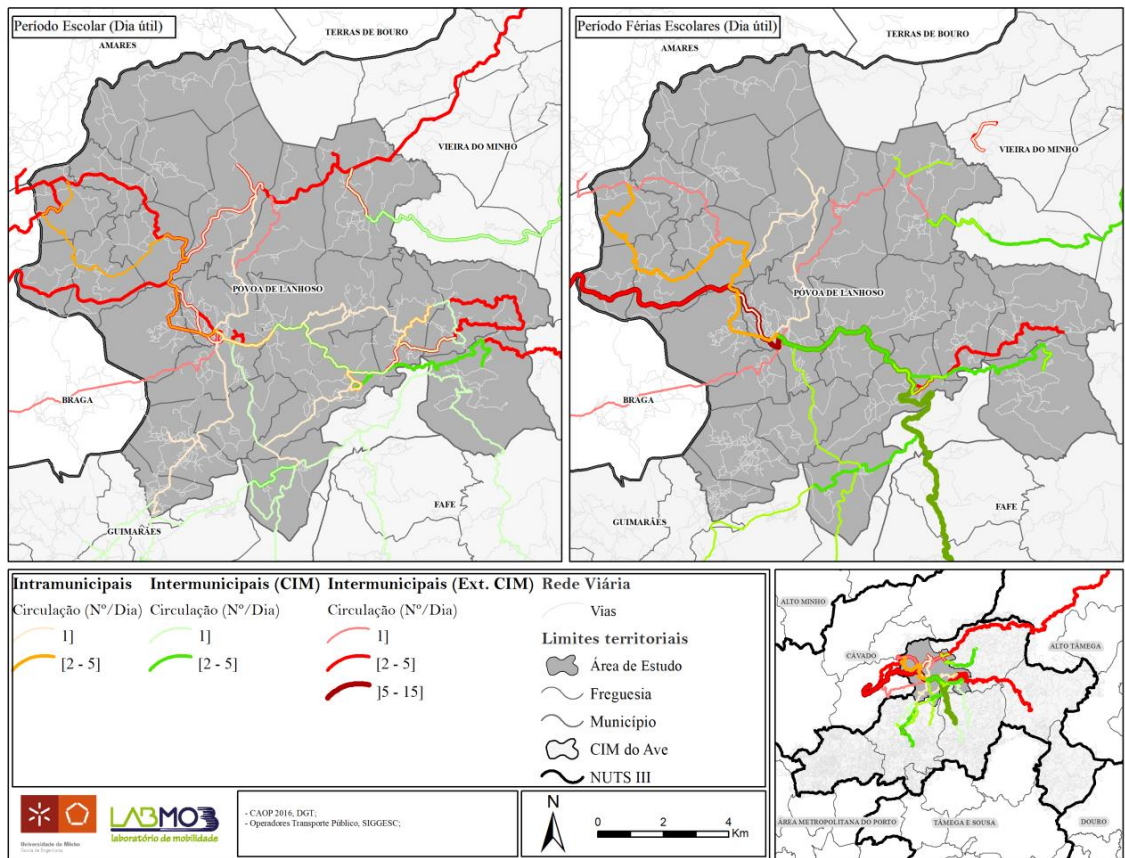 Período Escolar (Dia útil)
TERRAS DE BOURO
AMARES
VIEIRA DO MINHO
PÓVOA DE LANHOSO
BRAGA
GUIMARÃES
FAFE
Período Férias Escolares (Dia útil)
TERRAS DE BOURO
AMARES
VIEIRA DO MINHO
PÓVOA DE LANHOSO
BRAGA
GUIMARÃES
FAFE
Intramunicipais
Circulação (Nº/Dia)
1]
[2 - 5]
Intermunicipais (CIM)
Circulação (Nº/Dia)
1]
[2 - 5]
Intermunicipais (Ext. CIM)
Circulação (Nº/Dia)
1]
[2 - 5]
]5 - 15]
Rede Viária
Vias
Limites territoriais
Área de Estudo
Freguesia
Município
CIM do Ave
NUTS III
ALTO MINHO
CÁVADO
ALTO TÂMEGA
ÁREA METROPOLITANA DO PORTO
TÂMEGA E SOUSA
DOURO
Universidade do Minho
Escola de Engenharia
LABMOB
laboratório de mobilidade
- CAOP 2016, DGT;
- Operadores Transporte Público, SIGGESC;
N
0 2 4
Km